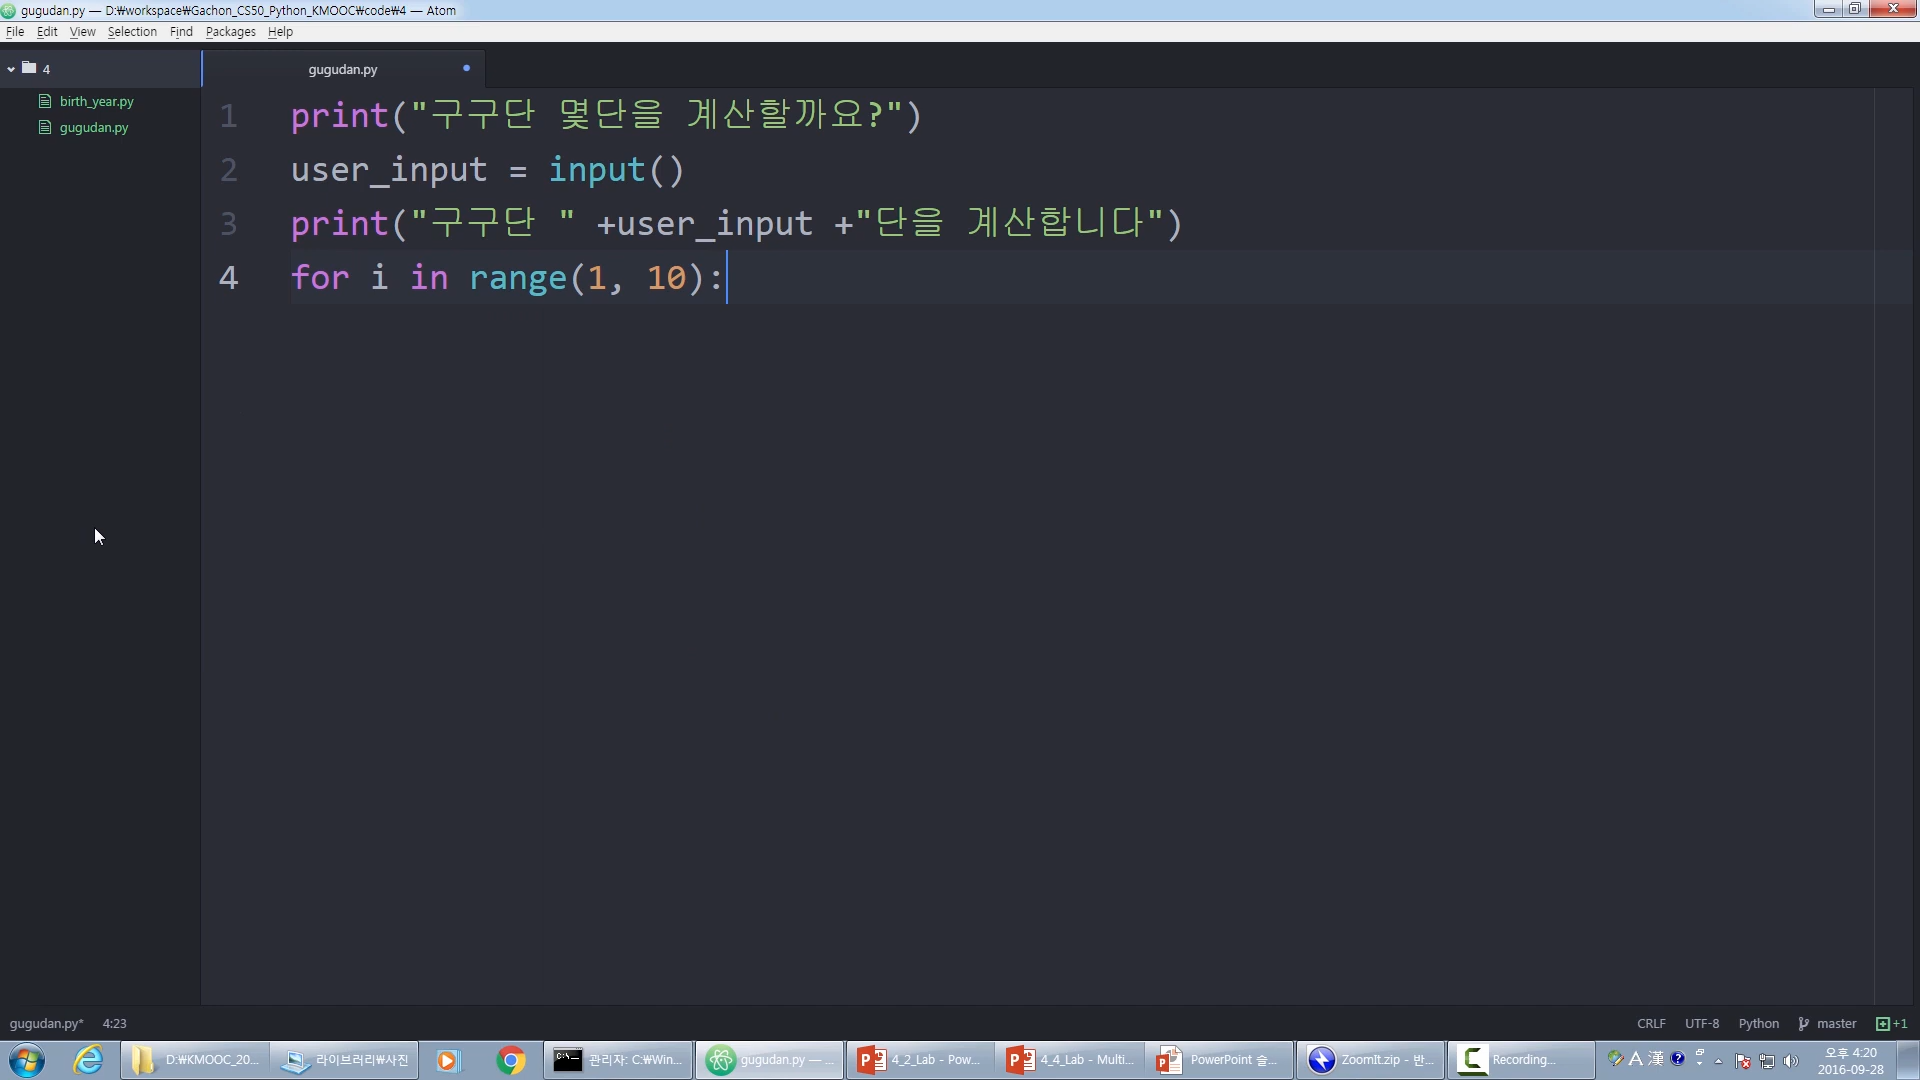 gugudan.py — D:₩workspace₩Gachon_CS50_Python_KMOOC₩code₩4 — Atom
File Edit View Selection Find Packages Help
4
birth_year.py
gugudan.py
gugudan.py
1 print("구구단 몇단을 계산할까요?")
2 user_input = input()
3 print("구구단 " +user_input +"단을 계산합니다")
4 for i in range(1, 10):
gugudan.py* 4:23 CRLF UTF-8 Python master +1
D:₩KMOOC_20... 라이브러리₩사진 관리자: C:₩Win... gugudan.py — ... 4_2_Lab - Pow... 4_4_Lab - Multi... PowerPoint 슬... ZoomIt.zip - 반... Recording... A 漢 오후 4:20
2016-09-28